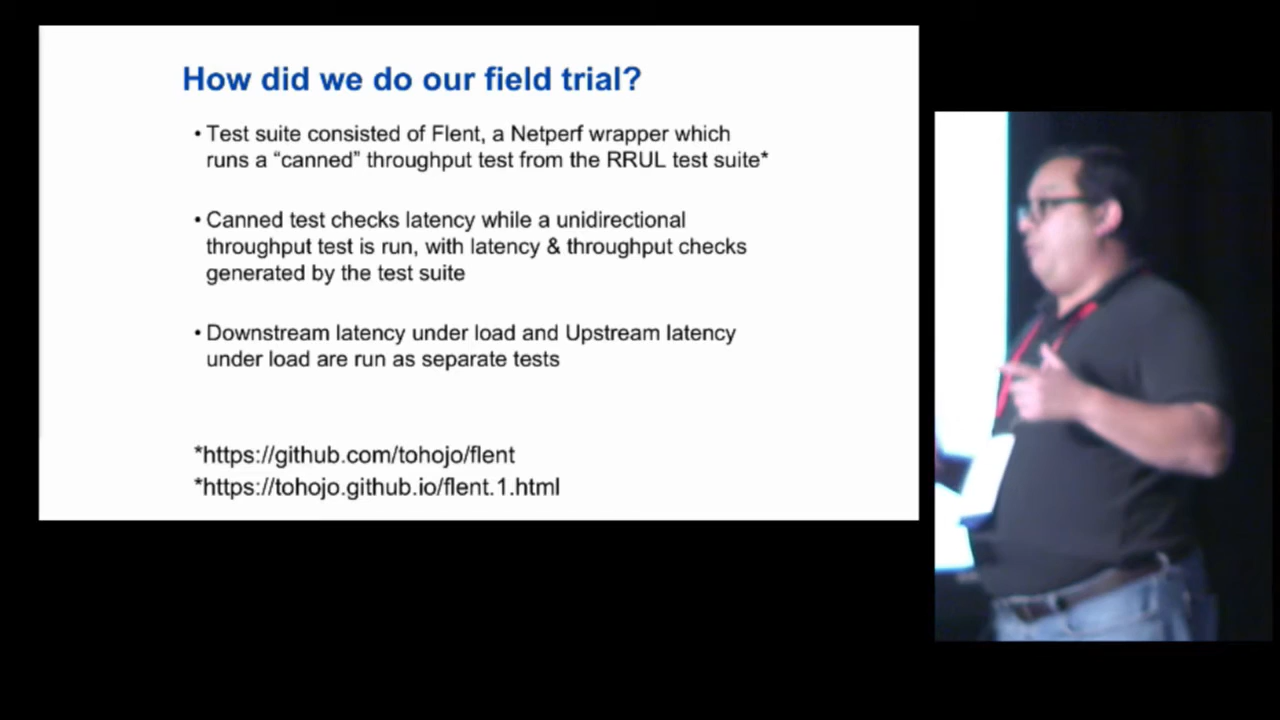 How did we do our field trial?
• Test suite consisted of Flent, a Netperf wrapper which
runs a “canned” throughput test from the RRUL test suite*
• Canned test checks latency while a unidirectional
throughput test is run, with latency & throughput checks
generated by the test suite
• Downstream latency under load and Upstream latency
under load are run as separate tests
*https://github.com/tohojo/flent
*https://tohojo.github.io/flent.1.html